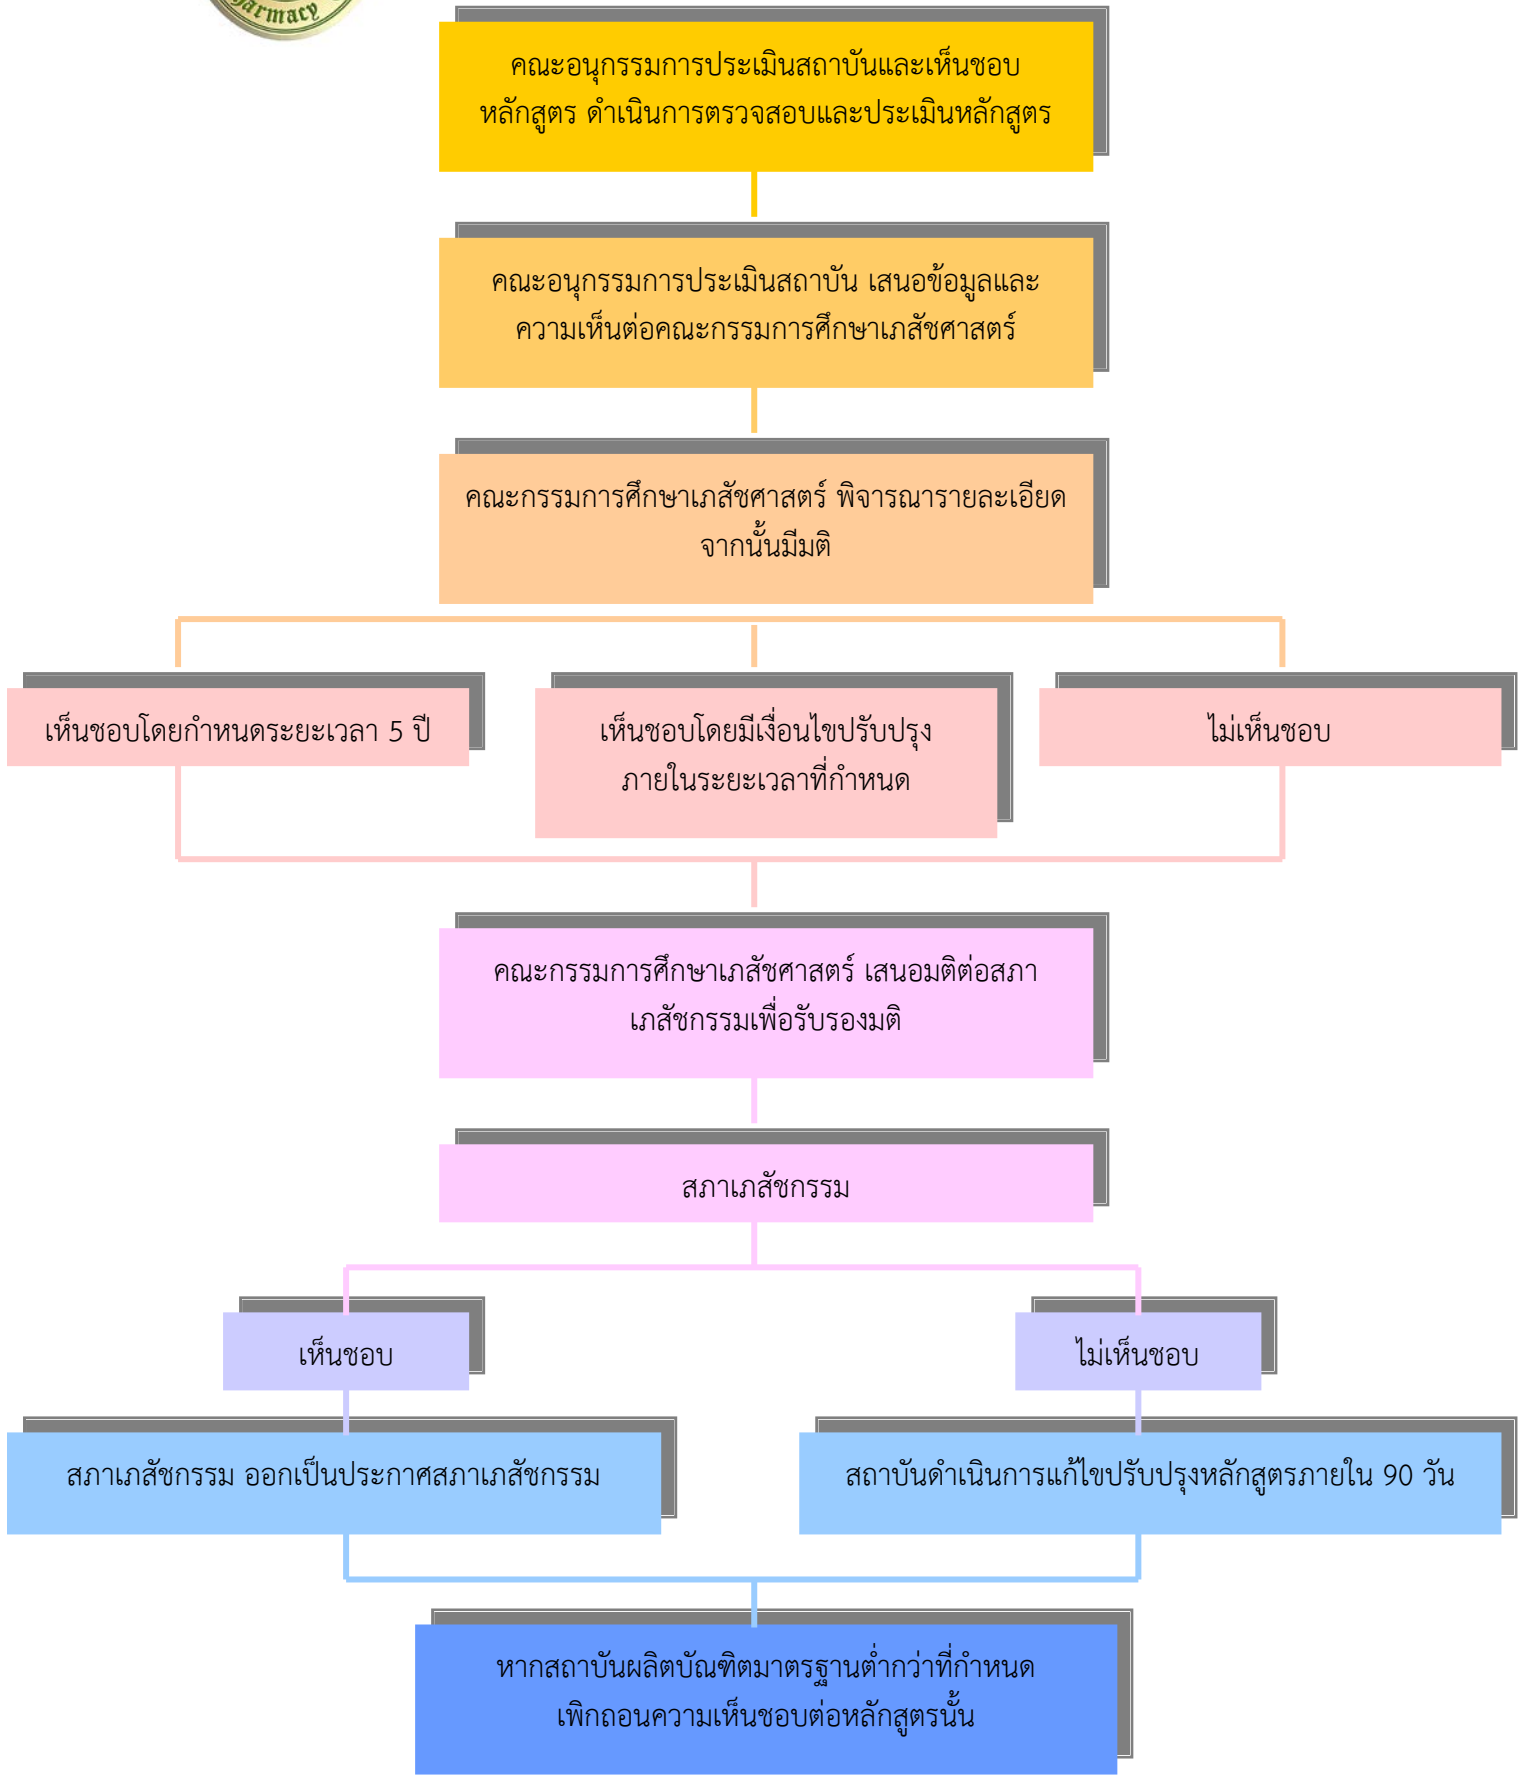 Pharmacy
คณะอนุกรรมการประเมินสถาบันและเห็นชอบ
หลักสูตร ดำเนินการตรวจสอบและประเมินหลักสูตร
คณะอนุกรรมการประเมินสถาบัน เสนอข้อมูลและ
ความเห็นต่อคณะกรรมการศึกษาเภสัชศาสตร์
คณะกรรมการศึกษาเภสัชศาสตร์ พิจารณารายละเอียด
จากนั้นมีมติ
เห็นชอบโดยกำหนดระยะเวลา 5 ปี
เห็นชอบโดยมีเงื่อนไขปรับปรุง
ภายในระยะเวลาที่กำหนด
ไม่เห็นชอบ
คณะกรรมการศึกษาเภสัชศาสตร์ เสนอมติต่อสภา
เภสัชกรรมเพื่อรับรองมติ
สภาเภสัชกรรม
เห็นชอบ
ไม่เห็นชอบ
สภาเภสัชกรรม ออกเป็นประกาศสภาเภสัชกรรม
สถาบันดำเนินการแก้ไขปรับปรุงหลักสูตรภายใน 90 วัน
หากสถาบันผลิตบัณฑิตมาตรฐานต่ำกว่าที่กำหนด
เพิกถอนความเห็นชอบต่อหลักสูตรนั้น